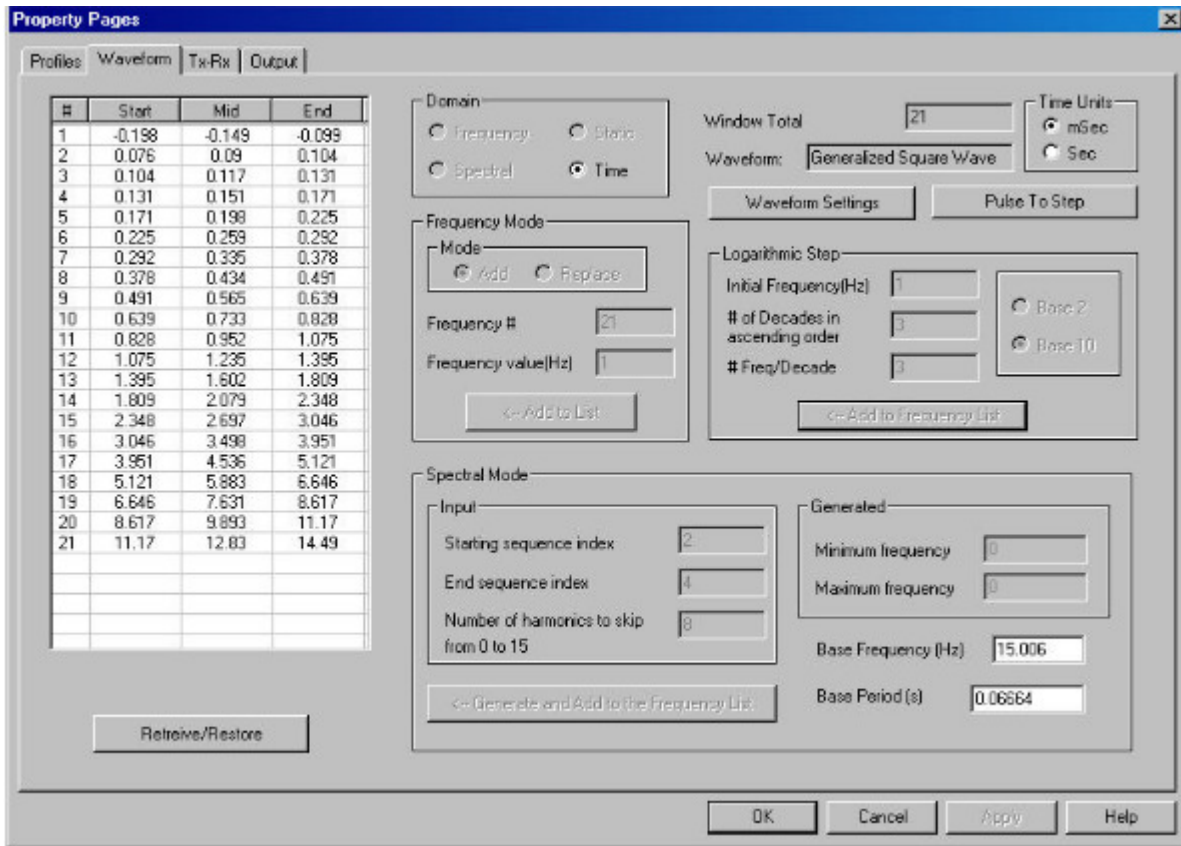 Property Pages
Profiles Waveform Tx-Rx Output
# Start Mid End
1 -0.198 -0.149 -0.099
2 0.076 0.09 0.104
3 0.104 0.117 0.131
4 0.131 0.151 0.171
5 0.171 0.198 0.225
6 0.225 0.259 0.292
7 0.292 0.335 0.378
8 0.378 0.434 0.491
9 0.491 0.565 0.639
10 0.639 0.733 0.828
11 0.828 0.952 1.075
12 1.075 1.235 1.395
13 1.395 1.602 1.809
14 1.809 2.079 2.348
15 2.348 2.697 3.046
16 3.046 3.498 3.951
17 3.951 4.536 5.121
18 5.121 5.883 6.646
19 6.646 7.631 8.617
20 8.617 9.893 11.17
21 11.17 12.83 14.49
Retreive/Restore
Domain
Frequency Static
Spectral Time
Window Total 21
Waveform: Generalized Square Wave
Time Units
mSec
Sec
Waveform Settings Pulse To Step
Frequency Mode
Mode
Add Replace
Frequency # 21
Frequency value(Hz) 1
<-- Add to List
Logarithmic Step
Initial Frequency(Hz) 1
# of Decades in
ascending order 3
# Freq/Decade 3
Base 2
Base 10
<-- Add to Frequency List
Spectral Mode
Input
Starting sequence index 2
End sequence index 4
Number of harmonics to skip
from 0 to 15 8
<-- Generate and Add to the Frequency List
Generated
Minimum frequency 0
Maximum frequency 0
Base Frequency (Hz) 15.006
Base Period (s) 0.06664
OK Cancel Apply Help